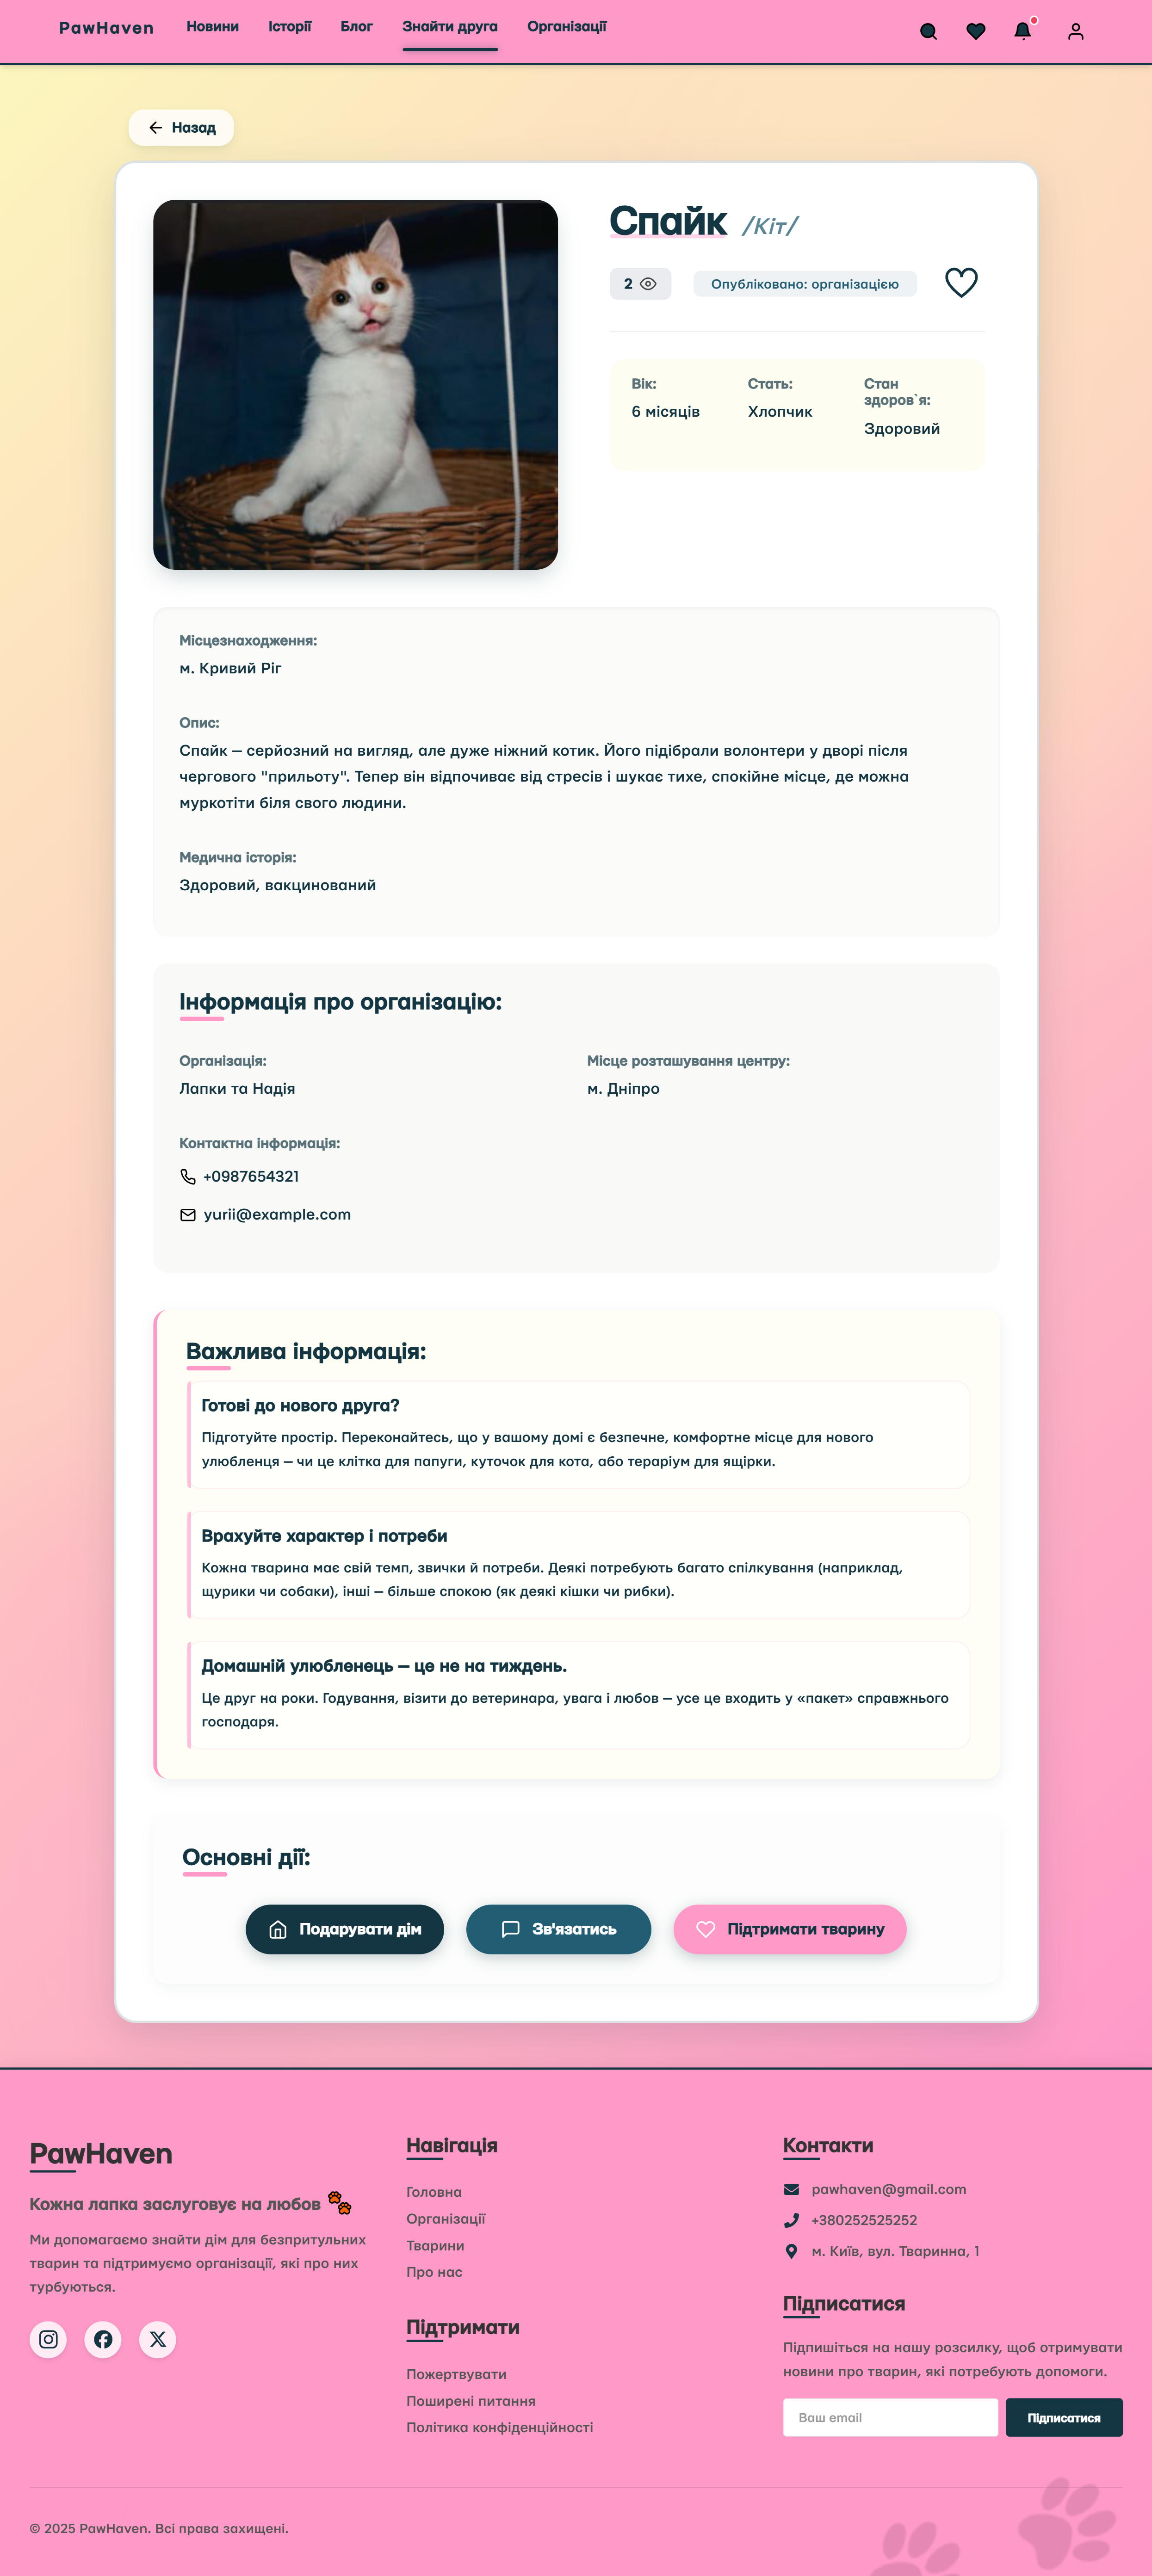 PawHaven
Новини
Історії
Блог
Знайти друга
Організації
Назад
Спайк /Кіт/
2
Опубліковано: організацією
Вік:
6 місяців
Стать:
Хлопчик
Стан
здоров`я:
Здоровий
Місцезнаходження:
м. Кривий Ріг
Опис:
Спайк – серйозний на вигляд, але дуже ніжний котик. Його підібрали волонтери у дворі після
чергового "прильоту". Тепер він відпочиває від стресів і шукає тихе, спокійне місце, де можна
муркотіти біля свого людини.
Медична історія:
Здоровий, вакцинований
Інформація про організацію:
Організація:
Лапки та Надія
Місце розташування центру:
м. Дніпро
Контактна інформація:
+0987654321
yurii@example.com
Важлива інформація:
Готові до нового друга?
Підготуйте простір. Переконайтесь, що у вашому домі є безпечне, комфортне місце для нового
улюбленця – чи це клітка для папуги, куточок для кота, або тераріум для ящірки.
Врахуйте характер і потреби
Кожна тварина має свій темп, звички й потреби. Деякі потребують багато спілкування (наприклад,
щурики чи собаки), інші – більше спокою (як деякі кішки чи рибки).
Домашній улюбленець – це не на тиждень.
Це друг на роки. Годування, візити до ветеринара, увага і любов – усе це входить у «пакет» справжнього
господаря.
Основні дії:
Подарувати дім
Зв'язатись
Підтримати тварину
PawHaven
Кожна лапка заслуговує на любов
Ми допомагаємо знайти дім для безпритульних
тварин та підтримуємо організації, які про них
турбуються.
Навігація
Головна
Організації
Тварини
Про нас
Підтримати
Пожертвувати
Поширені питання
Політика конфіденційності
Контакти
pawhaven@gmail.com
+380252525252
м. Київ, вул. Тваринна, 1
Підписатися
Підпишіться на нашу розсилку, щоб отримувати
новини про тварин, які потребують допомоги.
Ваш email
Підписатися
© 2025 PawHaven. Всі права захищені.